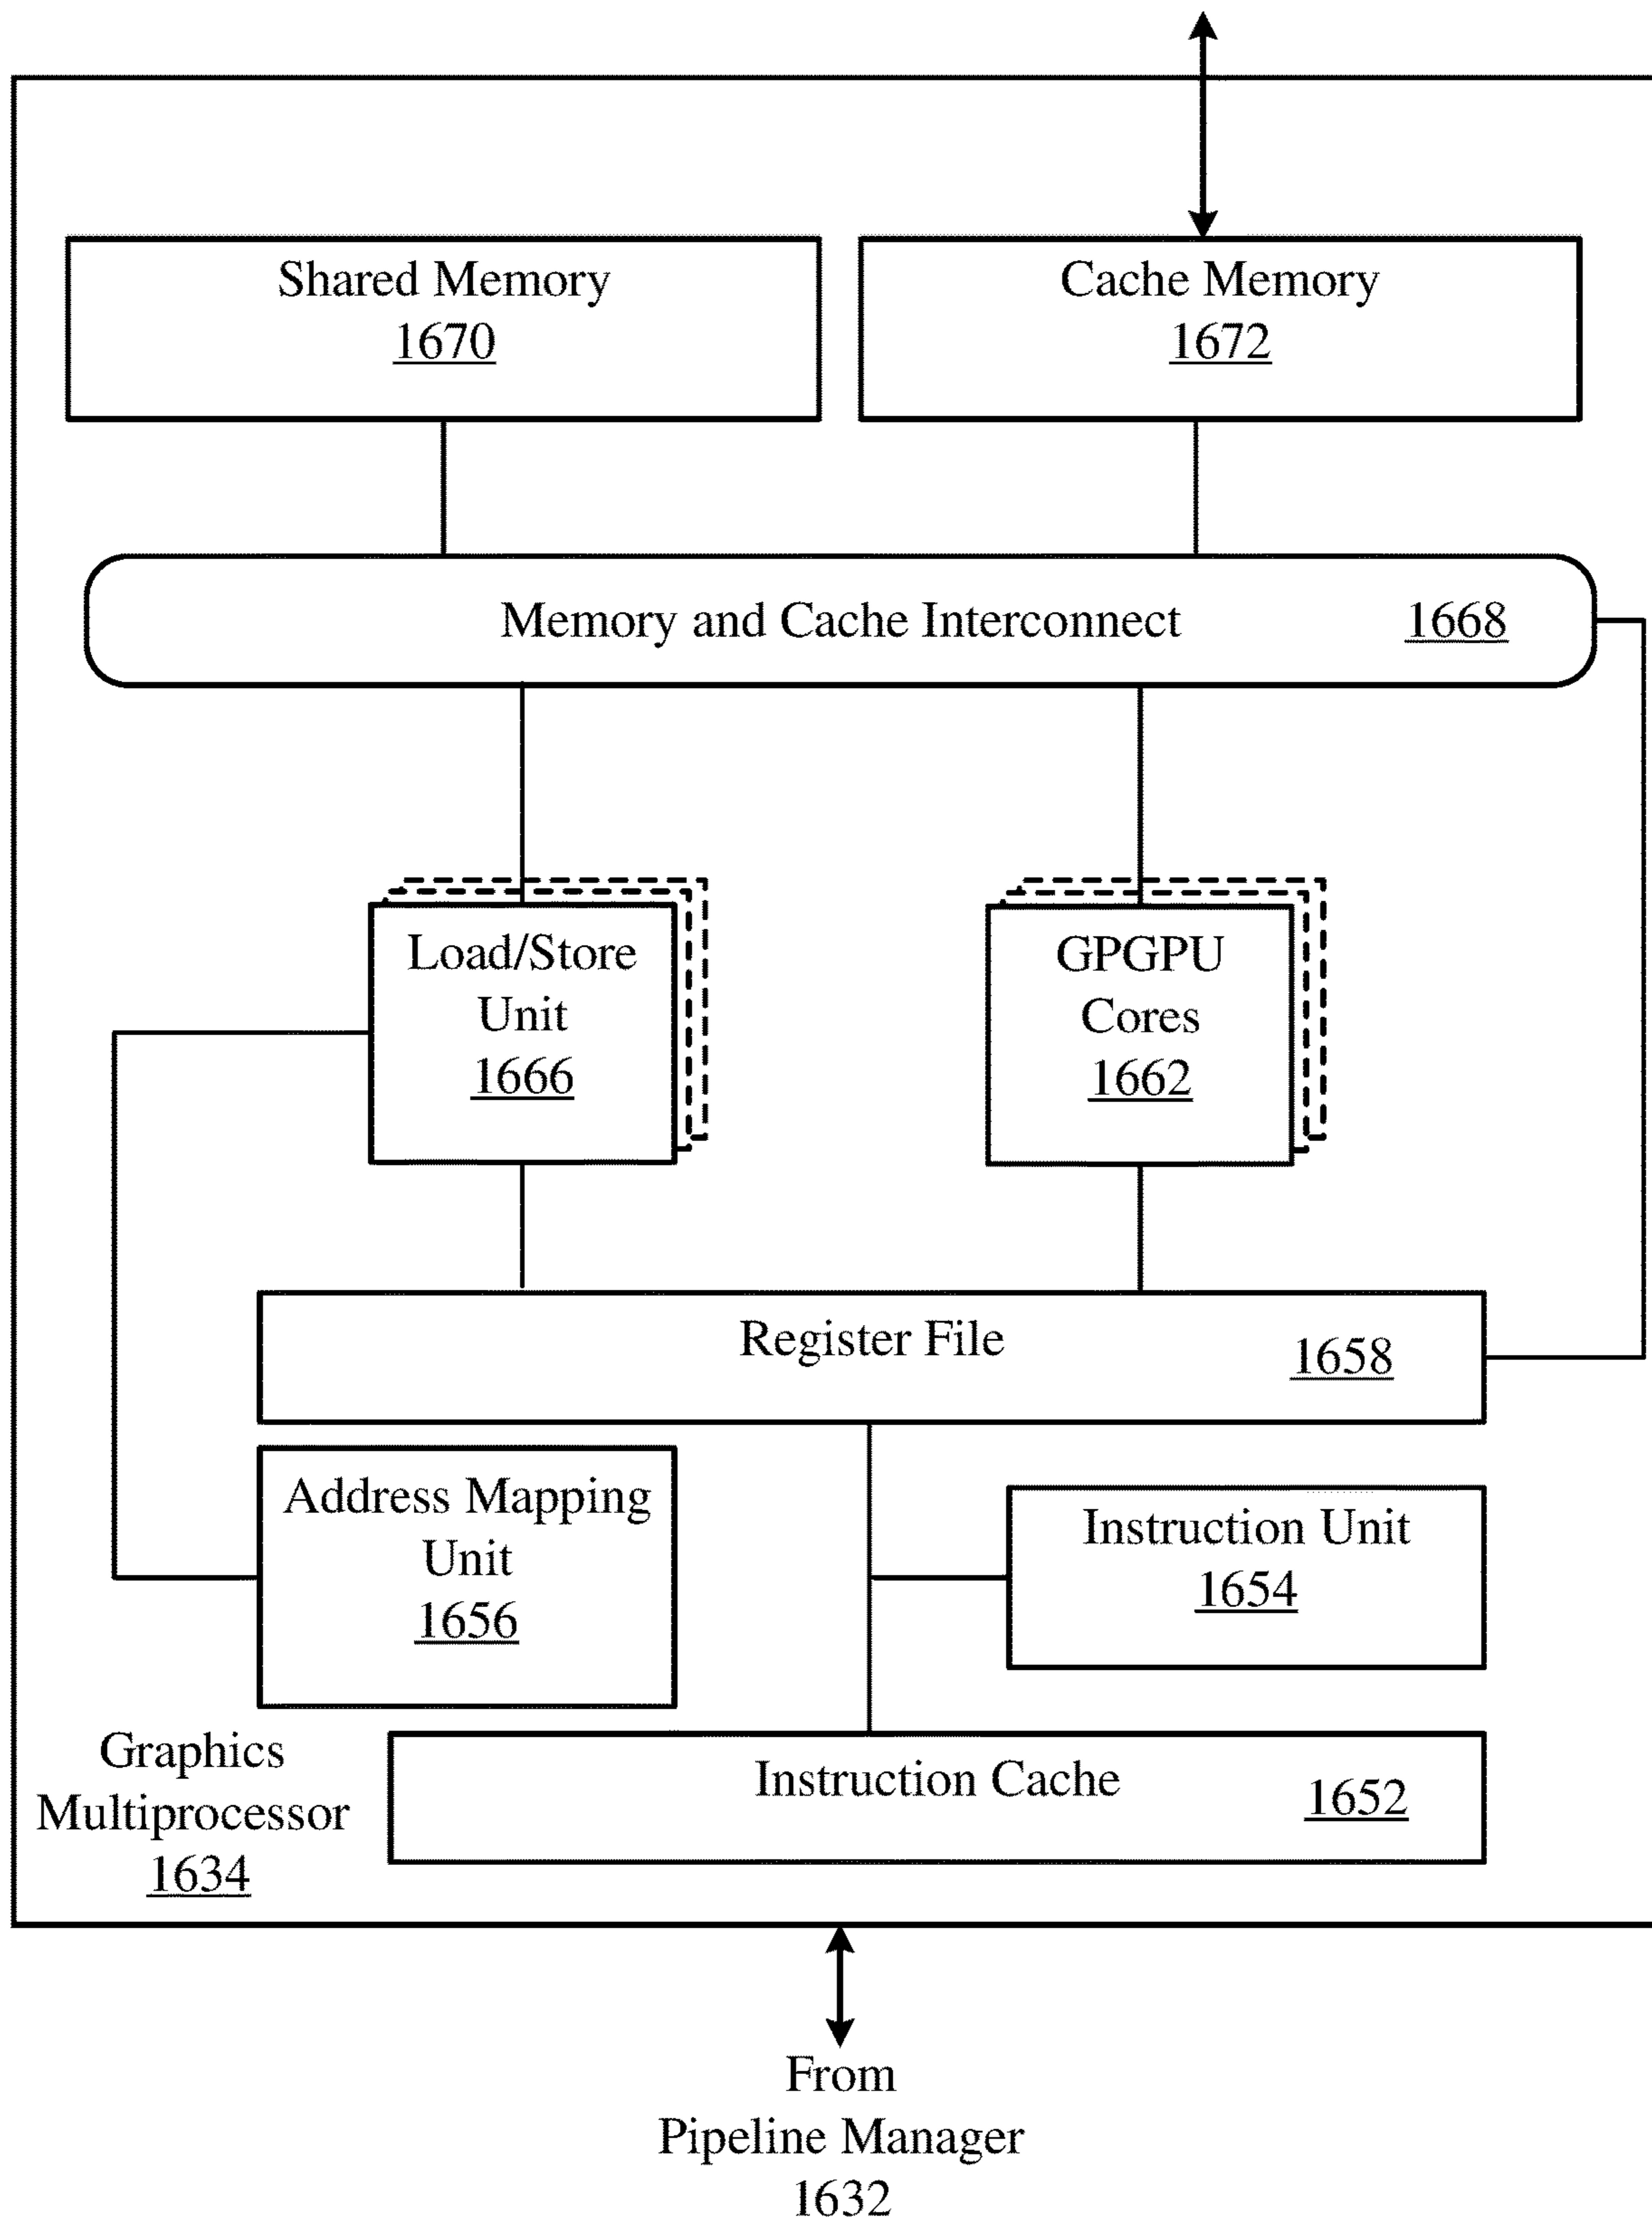 Shared Memory
1670
Cache Memory
1672
Memory and Cache Interconnect 1668
Load/Store
Unit
1666
GPGPU
Cores
1662
Register File 1658
Address Mapping
Unit
1656
Instruction Unit
1654
Graphics
Multiprocessor
1634
Instruction Cache 1652
From
Pipeline Manager
1632